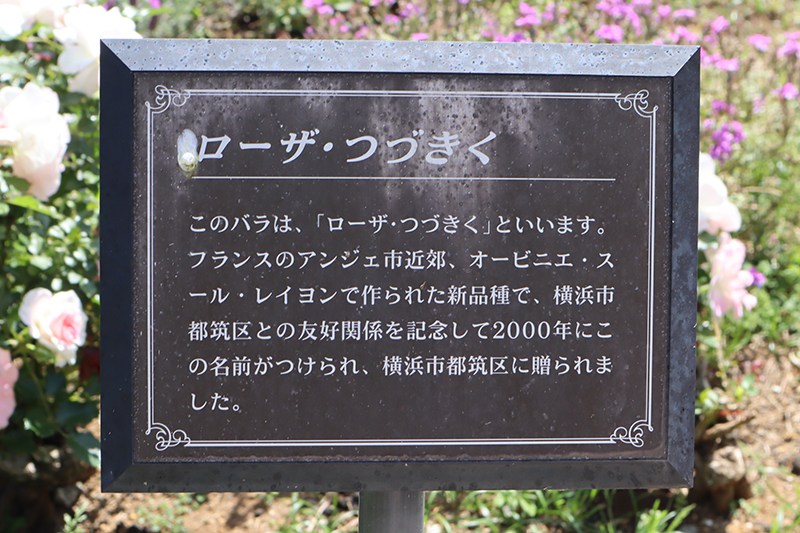 ローザ・つづきく
このバラは、「ローザ・つづきく」といいます。
フランスのアンジェ市近郊、オービニエ・ス
ール・レイヨンで作られた新品種で、横浜市
都筑区との友好関係を記念して2000年にこ
の名前がつけられ、横浜市都筑区に贈られま
した。